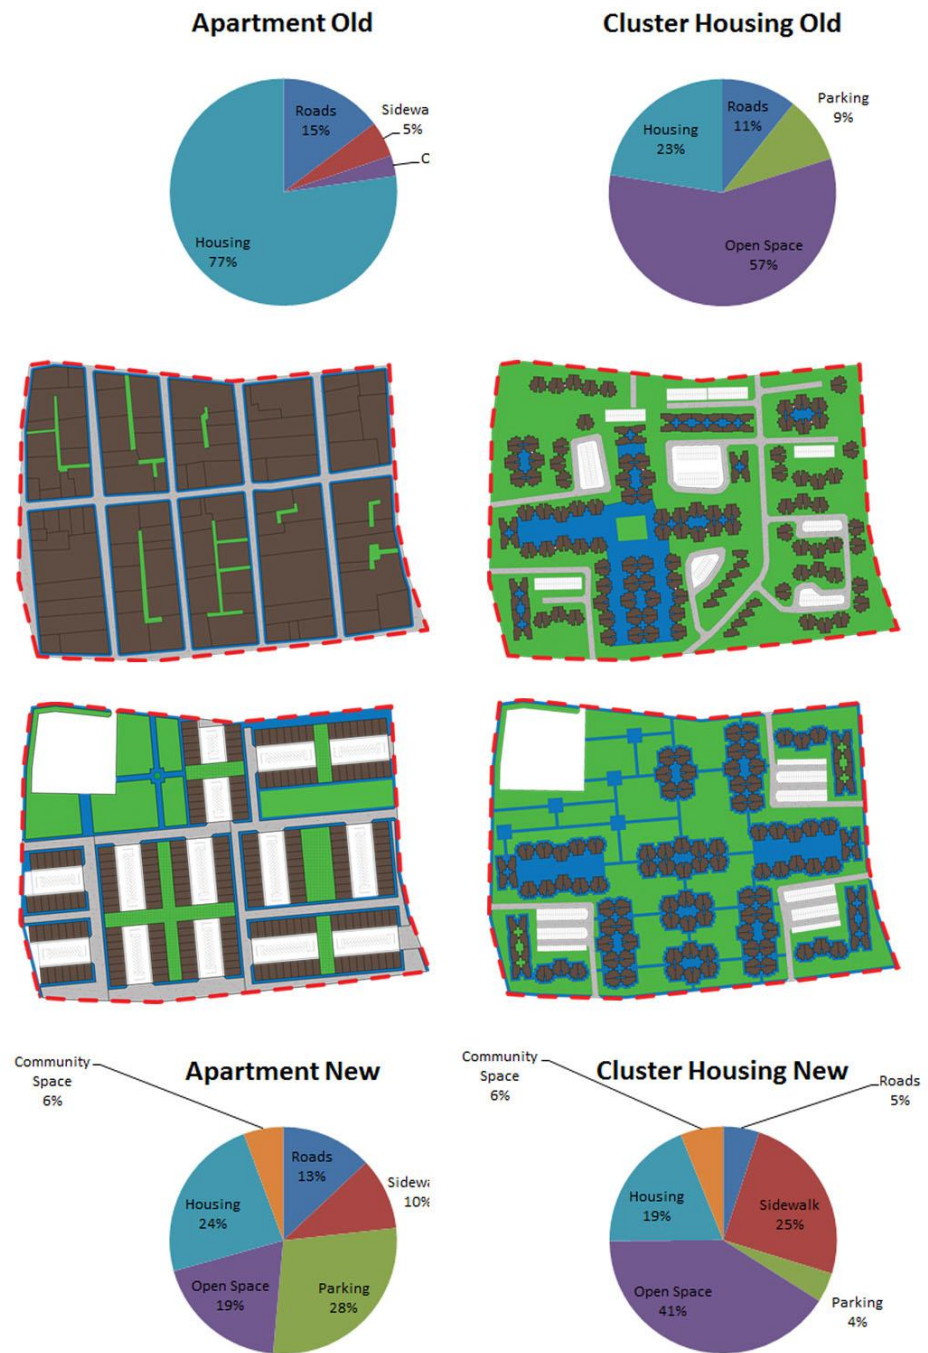 Apartment Old
Cluster Housing Old
Roads
15%
Sidewa
5%
C
Housing
77%
Roads
11%
Parking
9%
Housing
23%
Open Space
57%
Community
Space
6%
Apartment New
Roads
13%
Sidewa
10%
Housing
24%
Open Space
19%
Parking
28%
Community
Space
6%
Cluster Housing New
Roads
5%
Housing
19%
Sidewalk
25%
Open Space
41%
Parking
4%